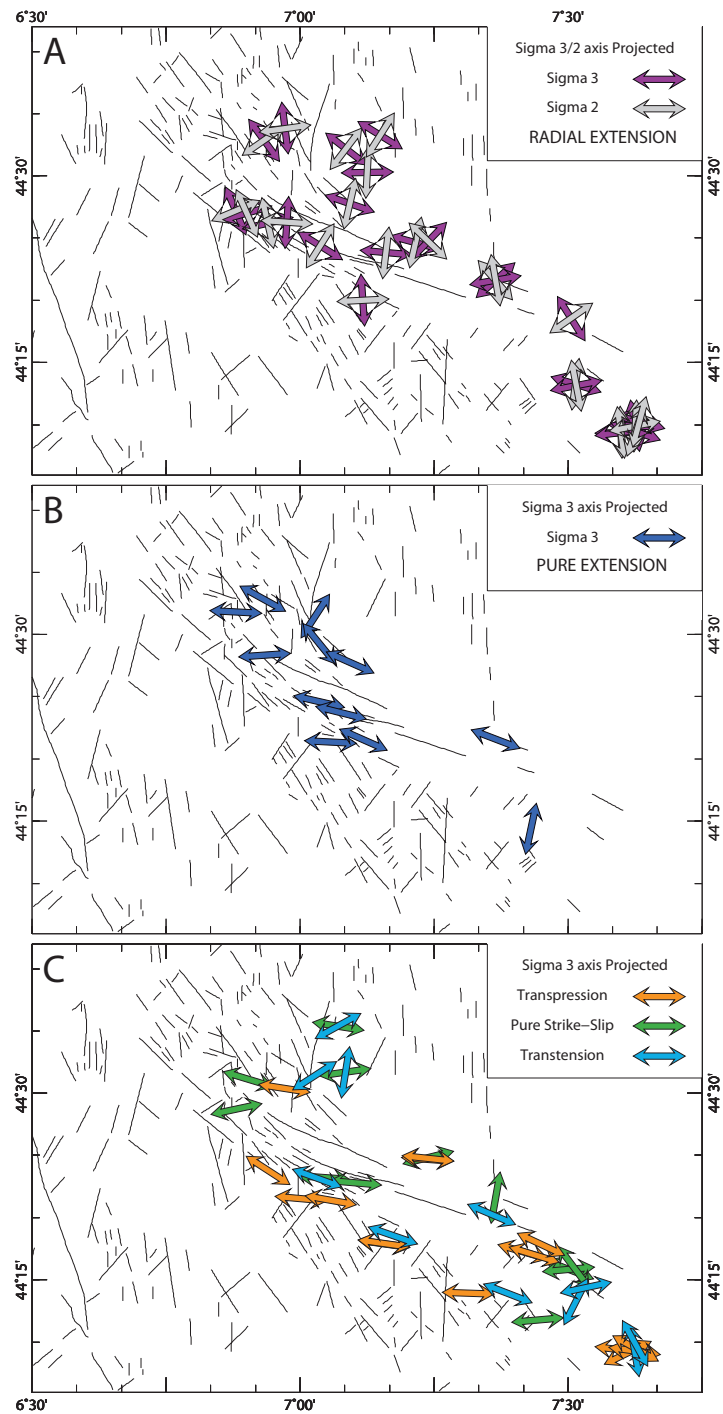 6°30' 7°00' 7°30'
A
Sigma 3/2 axis Projected
Sigma 3
Sigma 2
RADIAL EXTENSION
44°30'
44°30'
44°15'
44°15'
B
Sigma 3 axis Projected
Sigma 3
PURE EXTENSION
44°30'
44°30'
44°15'
44°15'
C
Sigma 3 axis Projected
Transpression
Pure Strike–Slip
Transtension
44°30'
44°30'
44°15'
44°15'
6°30' 7°00' 7°30'